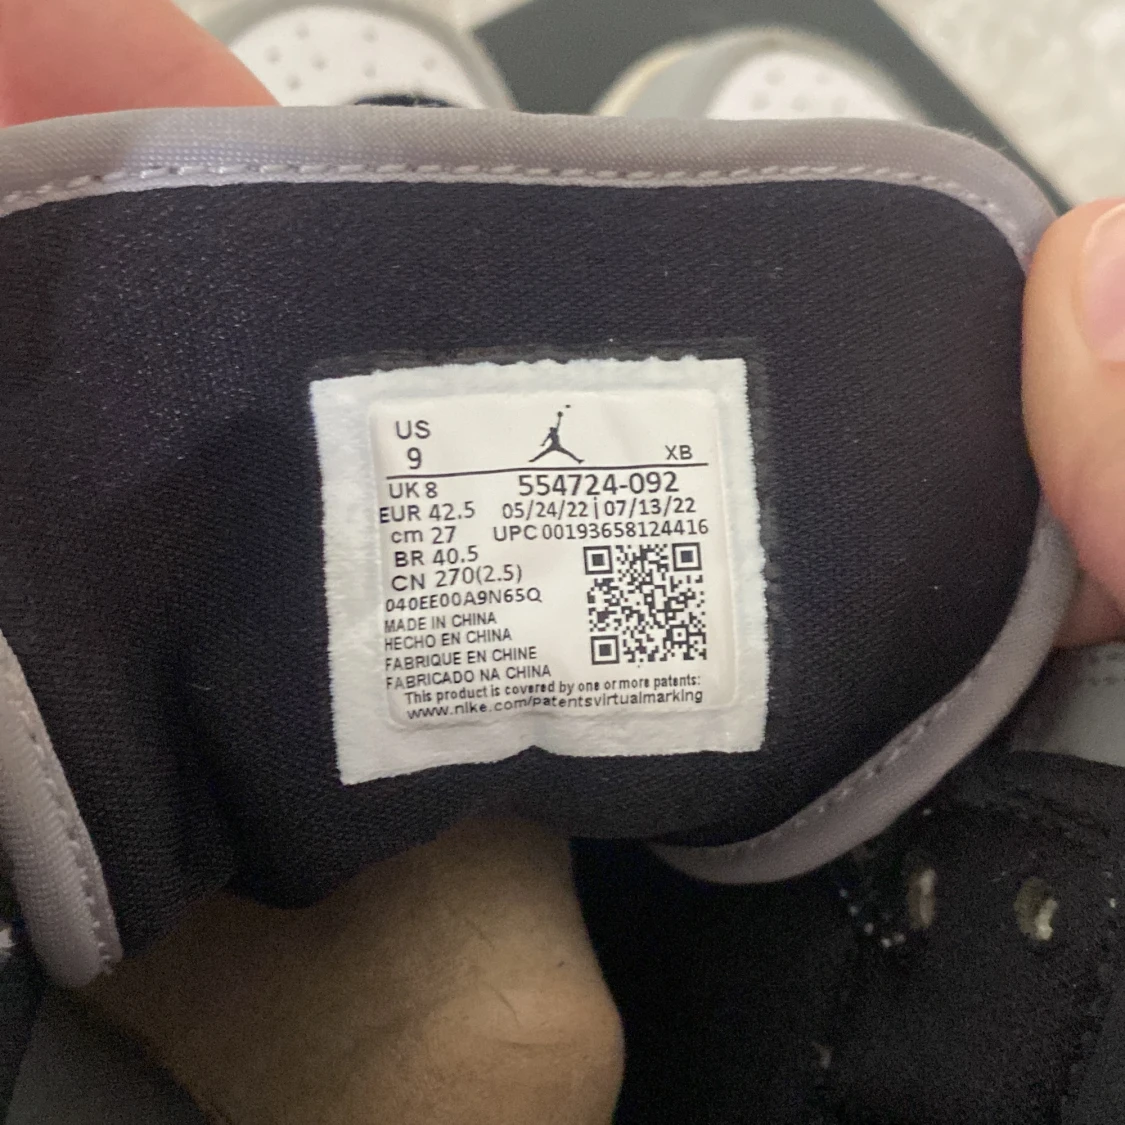 US
9
XB
UK 8 554724-092
EUR 42.5 05/24/22|07/13/22
cm 27 UPC 00193658124416
BR 40.5
CN 270(2.5)
040EE00A9N65Q
MADE IN CHINA
HECHO EN CHINA
FABRIQUE EN CHINE
FABRICADO NA CHINA
This product is covered by one or more patents:
www.nike.com/patentsvirtualmarking